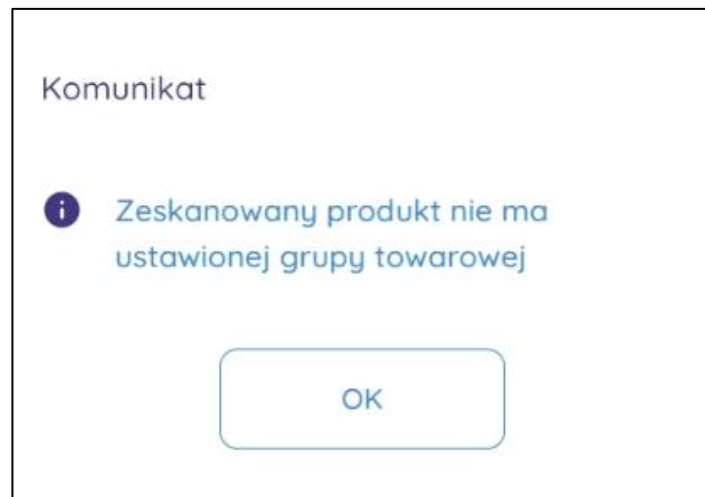 Komunikat
Zeskanowany produkt nie ma
ustawionej grupy towarowej
OK